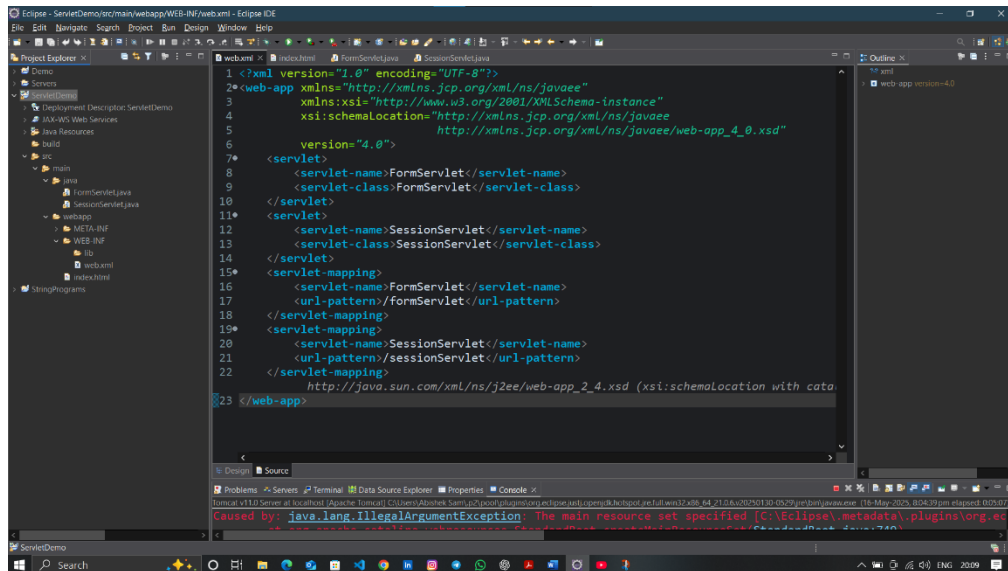 Eclipse - ServletDemo/src/main/webapp/WEB-INF/web.xml - Eclipse IDE
File Edit Navigate Search Project Run Design Window Help
Project Explorer
web.xml index.html FormServlet.java SessionServlet.java
Outline
Demo
Servers
ServletDemo
Deployment Descriptor: ServletDemo
JAX-WS Web Services
Java Resources
build
src
main
java
FormServlet.java
SessionServlet.java
webapp
META-INF
WEB-INF
lib
web.xml
index.html
StringPrograms
1 <?xml version="1.0" encoding="UTF-8"?>
2 <web-app xmlns="http://xmlns.jcp.org/xml/ns/javaee"
3 xmlns:xsi="http://www.w3.org/2001/XMLSchema-instance"
4 xsi:schemaLocation="http://xmlns.jcp.org/xml/ns/javaee
5 http://xmlns.jcp.org/xml/ns/javaee/web-app_4_0.xsd"
6 version="4.0">
7 <servlet>
8 <servlet-name>FormServlet</servlet-name>
9 <servlet-class>FormServlet</servlet-class>
10 </servlet>
11 <servlet>
12 <servlet-name>SessionServlet</servlet-name>
13 <servlet-class>SessionServlet</servlet-class>
14 </servlet>
15 <servlet-mapping>
16 <servlet-name>FormServlet</servlet-name>
17 <url-pattern>/formServlet</url-pattern>
18 </servlet-mapping>
19 <servlet-mapping>
20 <servlet-name>SessionServlet</servlet-name>
21 <url-pattern>/sessionServlet</url-pattern>
22 </servlet-mapping>
http://java.sun.com/xml/ns/j2ee/web-app_2_4.xsd (xsi:schemaLocation with cata
23 </web-app>
xml
web-app version=4.0
Design Source
Problems Servers Terminal Data Source Explorer Properties Console
Caused by: java.lang.IllegalArgumentException: The main resource set specified [C:\Eclipse\.metadata\.plugins\org.ec
ServletDemo
Search
ENG 20:09